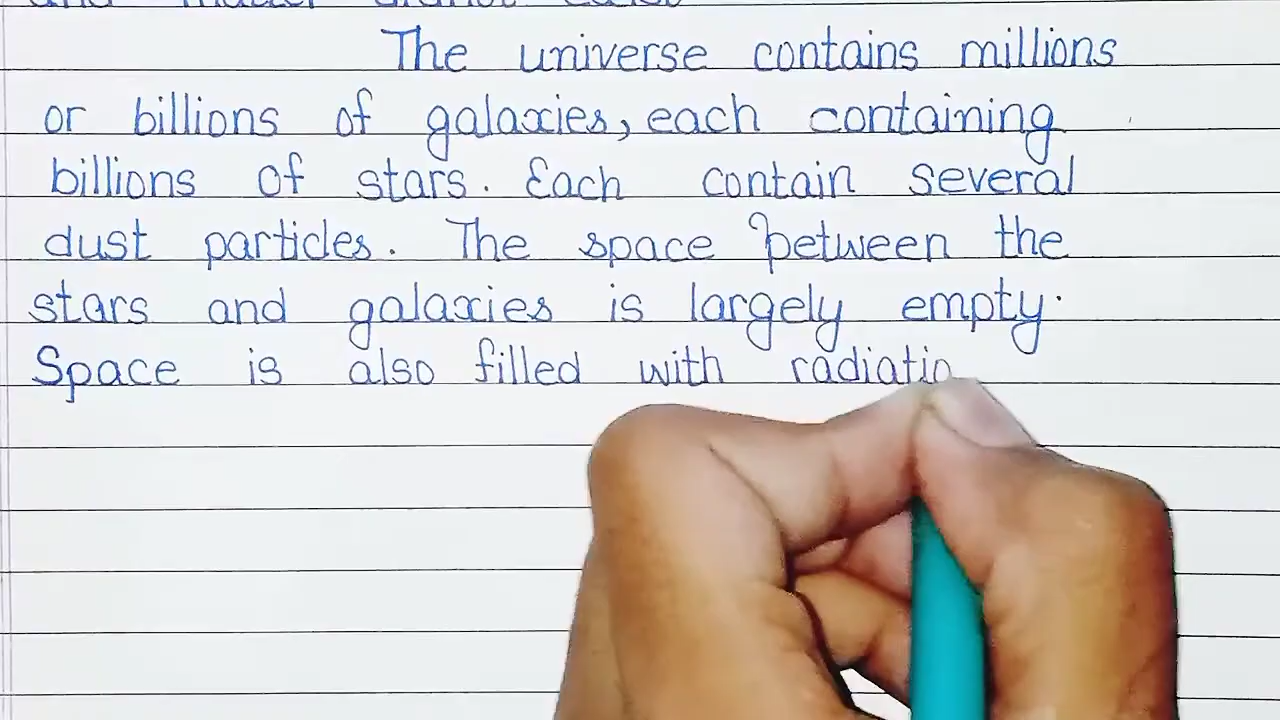 The universe contains millions
or billions of galaxies, each containing
billions of stars. Each contain several
dust particles. The space between the
stars and galaxies is largely empty.
Space is also filled with radiatio